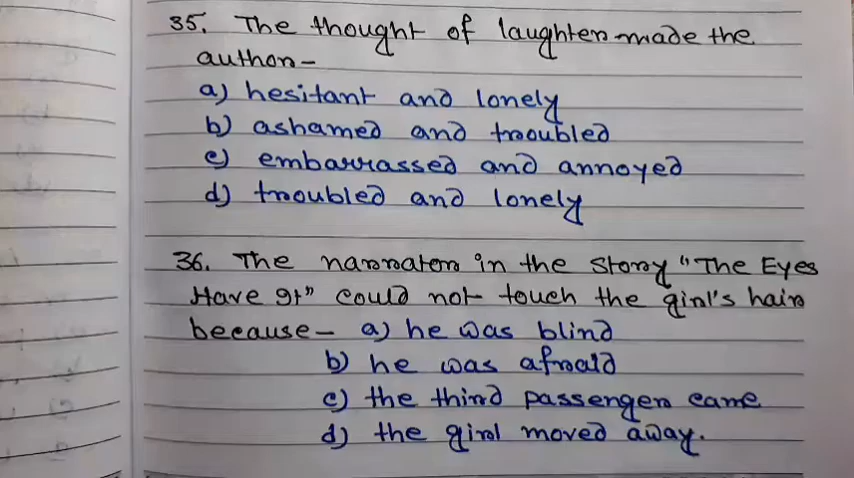 35. The thought of laughter made the
author-
a) hesitant and lonely
b) ashamed and troubled
c) embarrassed and annoyed
d) troubled and lonely
36. The narrator in the story "The Eyes
Have It" could not touch the girl's hair
because- a) he was blind
b) he was afraid
c) the third passenger came
d) the girl moved away.